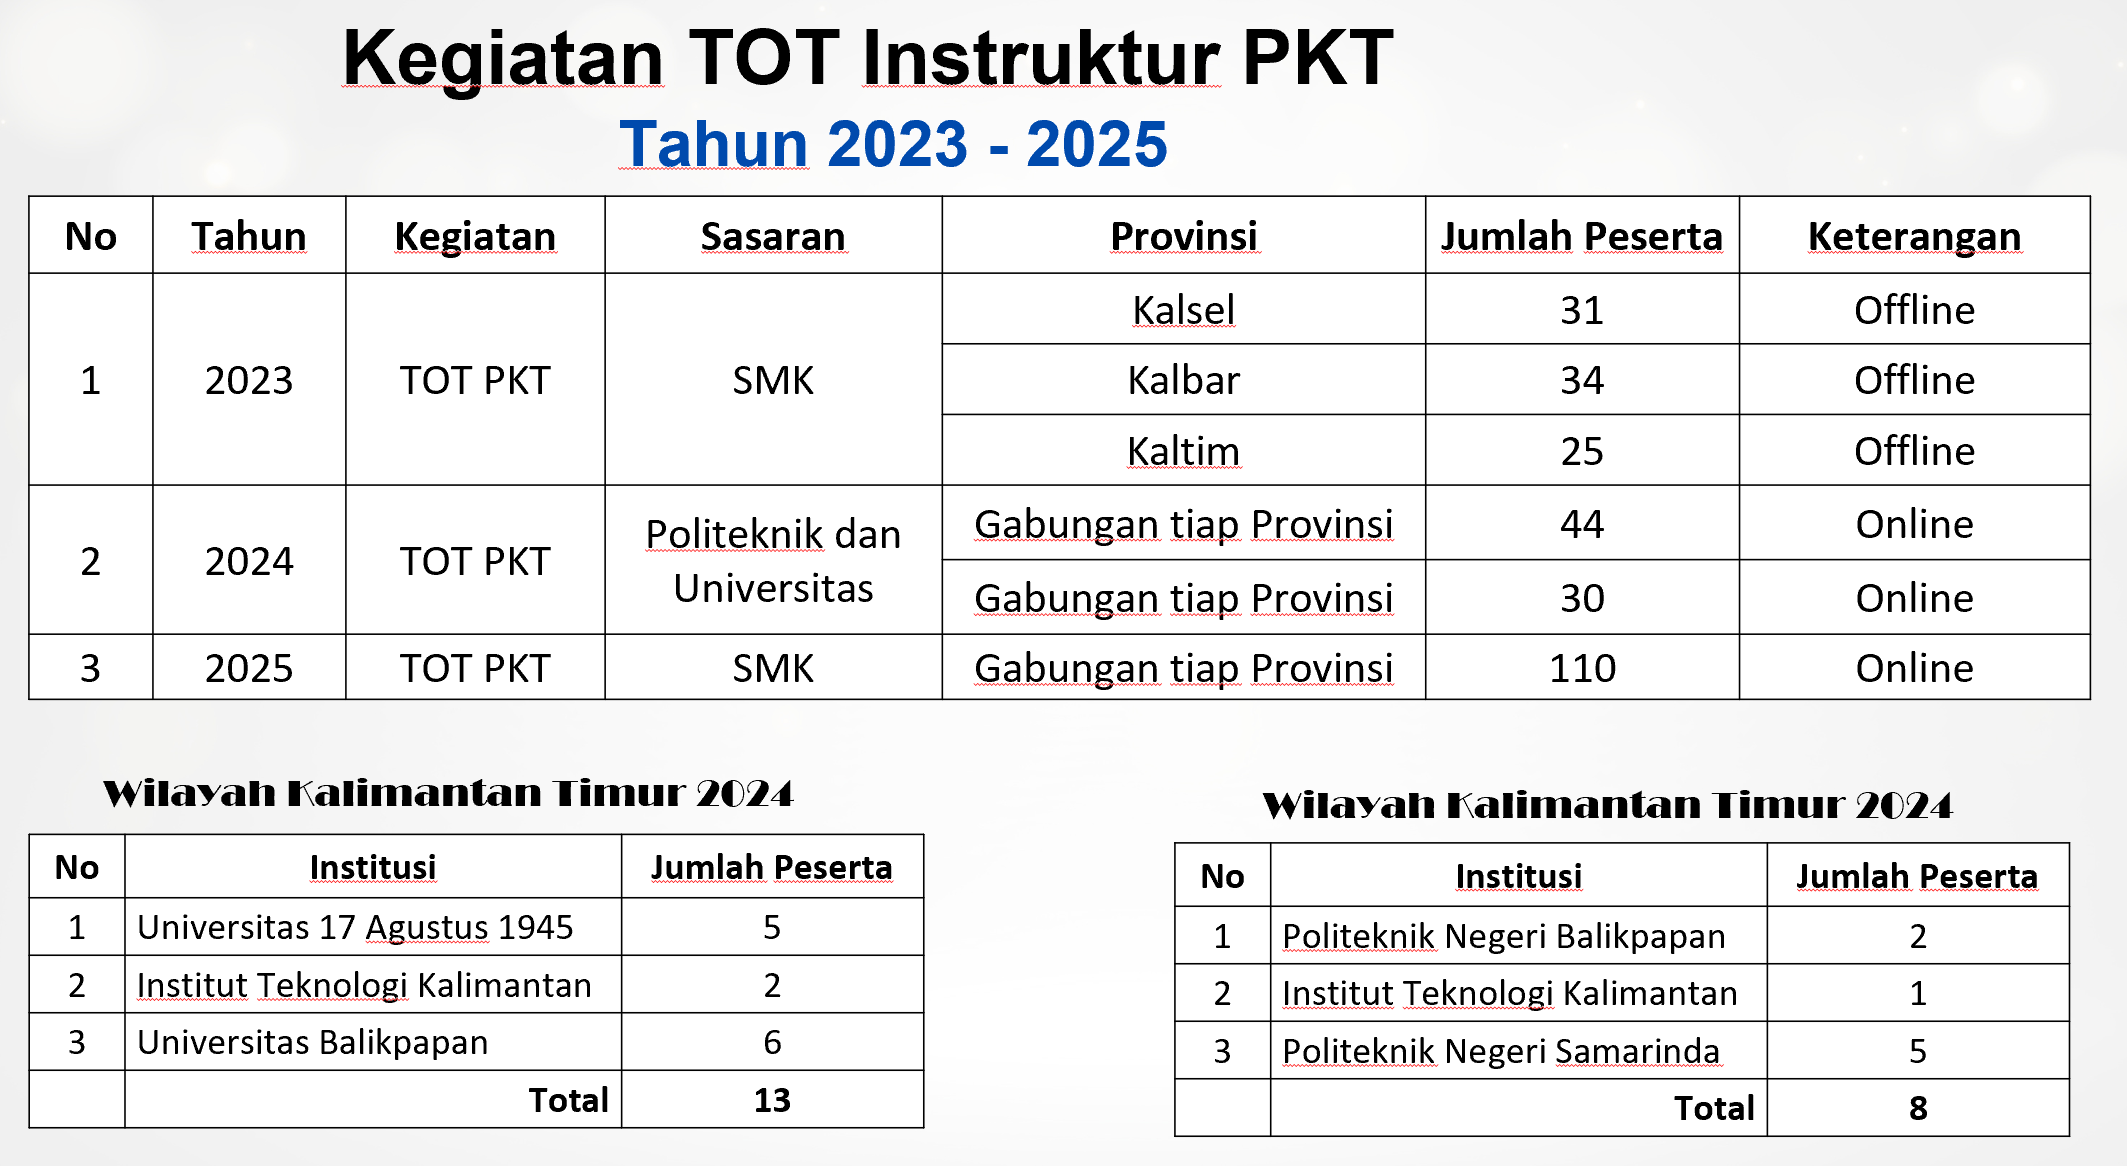 Kegiatan TOT Instruktur PKT
Tahun 2023 - 2025
No Tahun Kegiatan Sasaran Provinsi Jumlah Peserta Keterangan
1 2023 TOT PKT SMK Kalsel 31 Offline
Kalbar 34 Offline
Kaltim 25 Offline
2 2024 TOT PKT Politeknik dan Universitas Gabungan tiap Provinsi 44 Online
Gabungan tiap Provinsi 30 Online
3 2025 TOT PKT SMK Gabungan tiap Provinsi 110 Online
Wilayah Kalimantan Timur 2024
No Institusi Jumlah Peserta
1 Universitas 17 Agustus 1945 5
2 Institut Teknologi Kalimantan 2
3 Universitas Balikpapan 6
Total 13
Wilayah Kalimantan Timur 2024
No Institusi Jumlah Peserta
1 Politeknik Negeri Balikpapan 2
2 Institut Teknologi Kalimantan 1
3 Politeknik Negeri Samarinda 5
Total 8